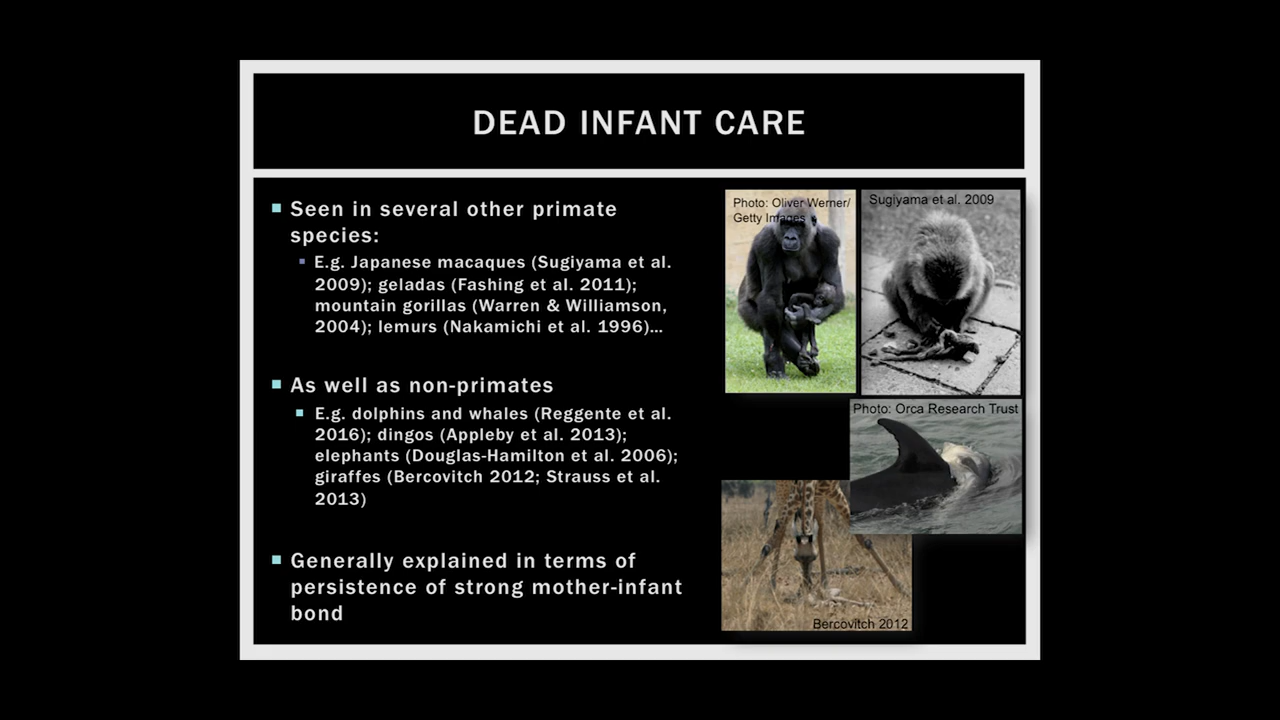 DEAD INFANT CARE
Seen in several other primate
species:
E.g. Japanese macaques (Sugiyama et al.
2009); geladas (Fashing et al. 2011);
mountain gorillas (Warren & Williamson,
2004); lemurs (Nakamichi et al. 1996)…
As well as non-primates
E.g. dolphins and whales (Reggente et al.
2016); dingos (Appleby et al. 2013);
elephants (Douglas-Hamilton et al. 2006);
giraffes (Bercovitch 2012; Strauss et al.
2013)
Generally explained in terms of
persistence of strong mother-infant
bond
Photo: Oliver Werner/
Getty Images
Sugiyama et al. 2009
Photo: Orca Research Trust
Bercovitch 2012